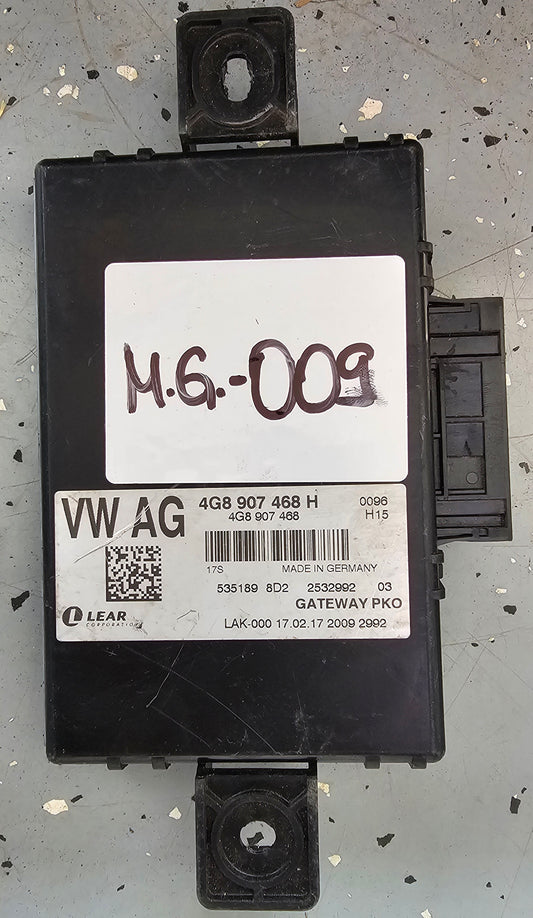 M.G.-009
VW AG
4G8 907 468 H
0096
4G8 907 468
H15
17S
MADE IN GERMANY
535189 8D2 2532992 03
GATEWAY PKO
LEAR
CORPORATION
LAK-000 17.02.17 2009 2992